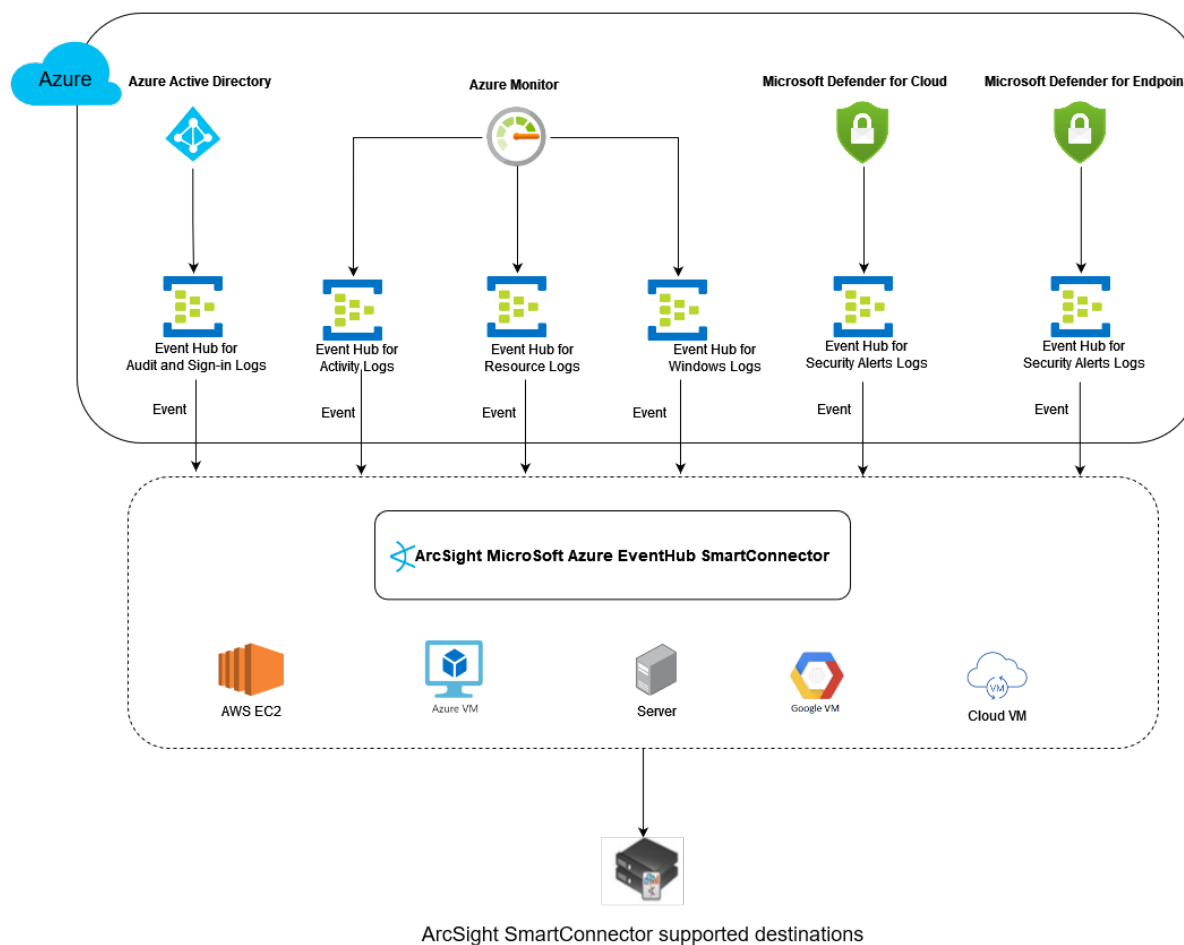 Azure
Azure Active Directory
Azure Monitor
Microsoft Defender for Cloud
Microsoft Defender for Endpoin
Event Hub for
Audit and Sign-in Logs
Event Hub for
Activity Logs
Event Hub for
Resource Logs
Event Hub for
Windows Logs
Event Hub for
Security Alerts Logs
Event Hub for
Security Alerts Logs
Event
Event
Event
Event
Event
Event
ArcSight MicroSoft Azure EventHub SmartConnector
AWS EC2
Azure VM
Server
Google VM
VM
Cloud VM
ArcSight SmartConnector supported destinations